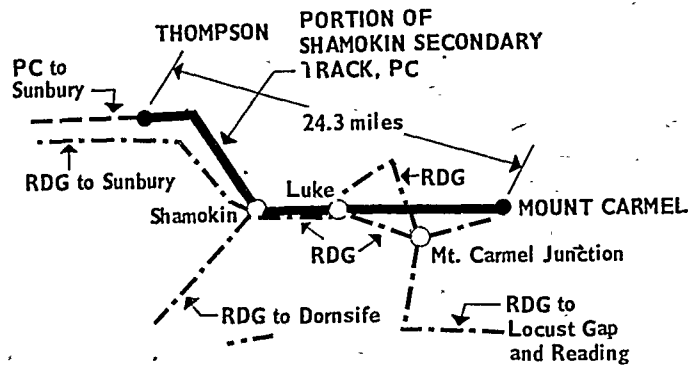 THOMPSON
PORTION OF
SHAMOKIN SECONDARY
TRACK, PC
PC to
Sunbury
24.3 miles
RDG to Sunbury
Luke
RDG
Shamokin
MOUNT CARMEL
RDG
Mt. Carmel Junction
RDG to Dornsife
RDG to
Locust Gap
and Reading